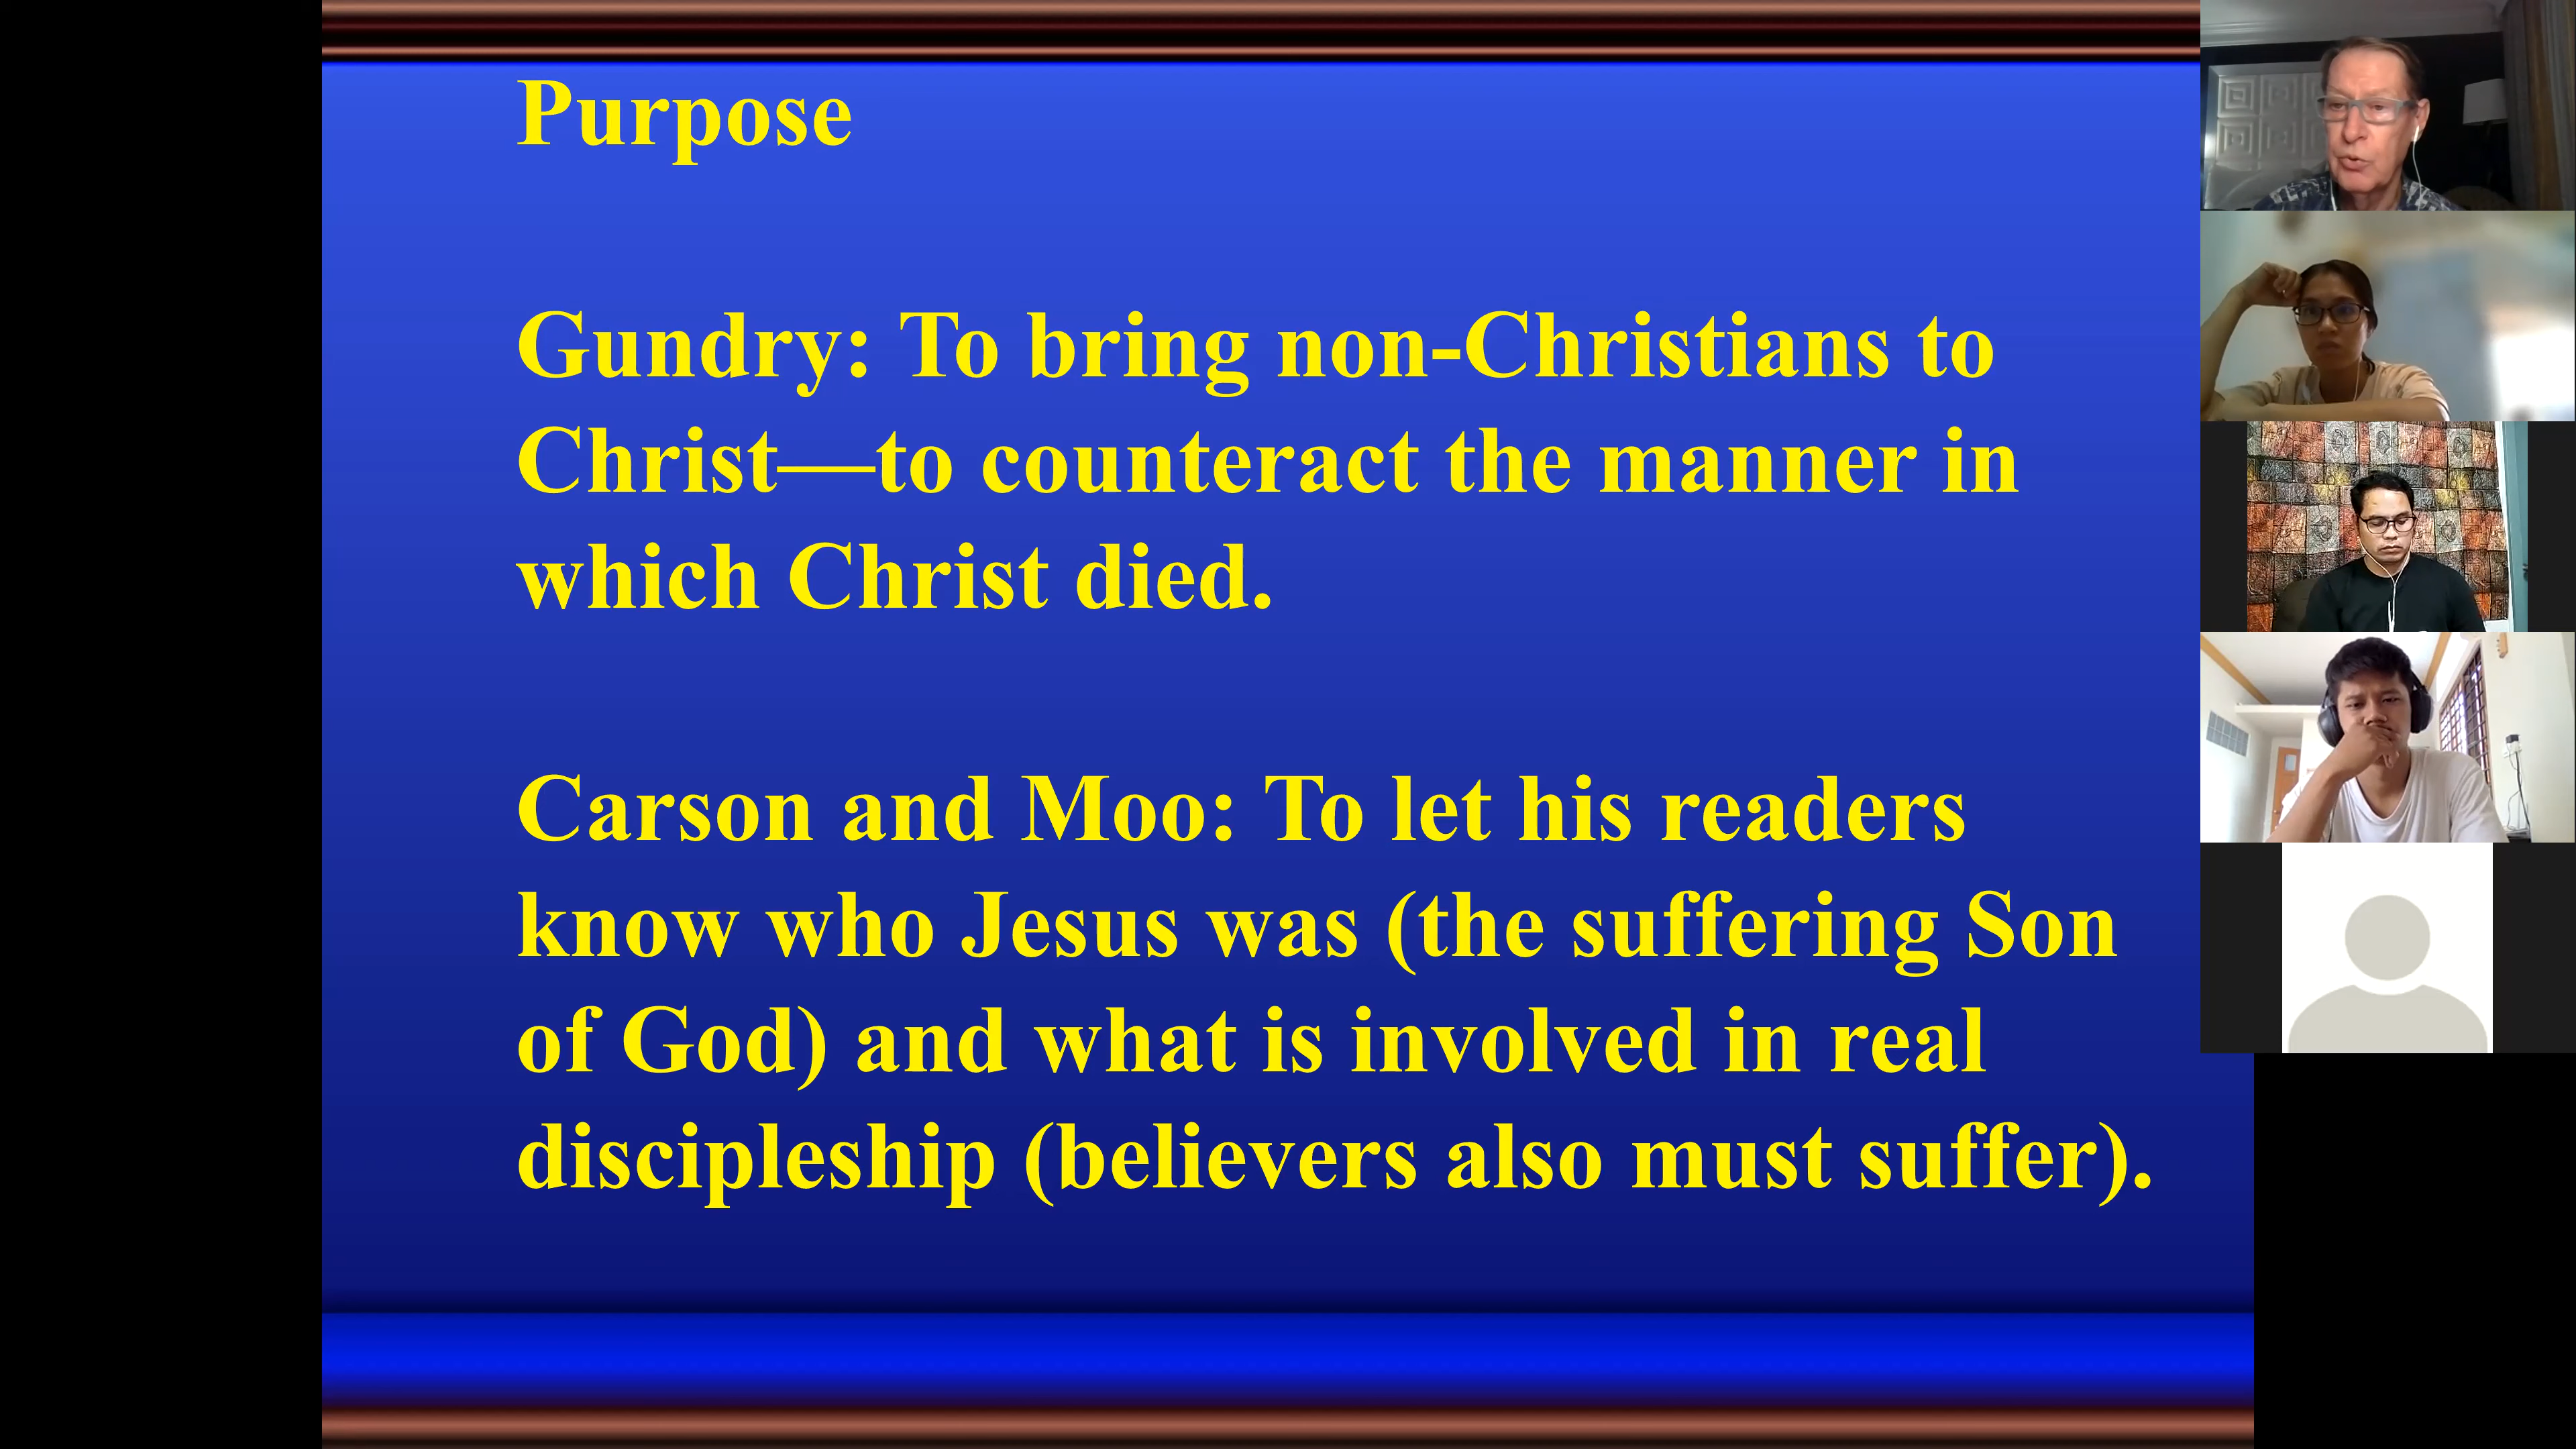 Purpose
Gundry: To bring non-Christians to
Christ—to counteract the manner in
which Christ died.
Carson and Moo: To let his readers
know who Jesus was (the suffering Son
of God) and what is involved in real
discipleship (believers also must suffer).